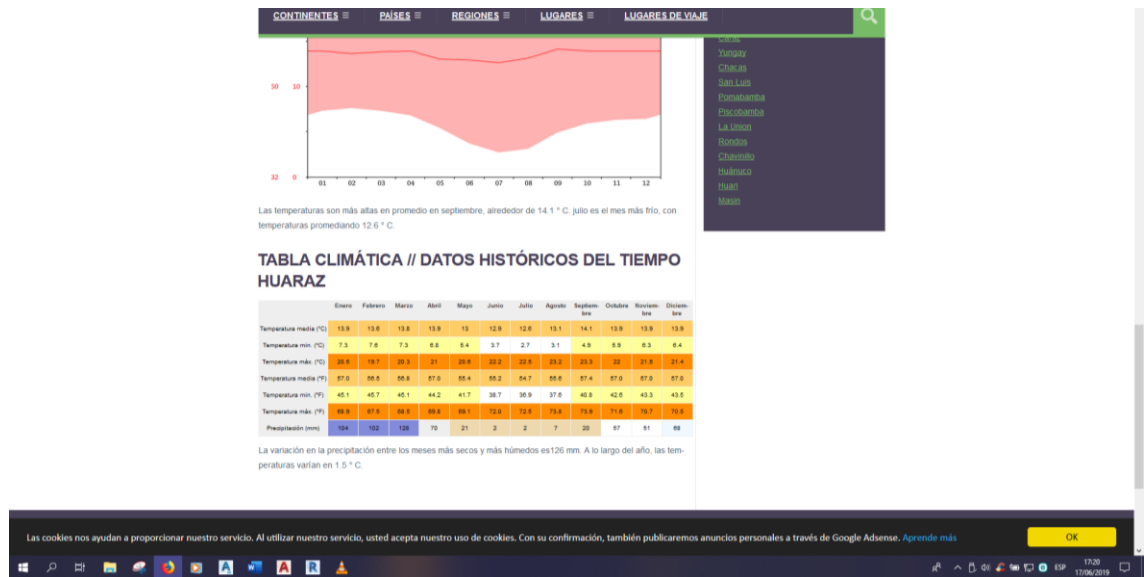 CONTINENTES ≡ PAÍSES ≡ REGIONES ≡ LUGARES ≡ LUGARES DE VIAJE
50 10
32 0
01 02 03 04 05 06 07 08 09 10 11 12
Las temperaturas son más altas en promedio en septiembre, alrededor de 14.1 ° C. julio es el mes más frío, con
temperaturas promediando 12.6 ° C.
TABLA CLIMÁTICA // DATOS HISTÓRICOS DEL TIEMPO
HUARAZ
Enero Febrero Marzo Abril Mayo Junio Julio Agosto Septiem- Octubre Noviem- Diciem-
bre bre bre
Temperatura media (°C) 13.9 13.6 13.8 13.9 13 12.9 12.6 13.1 14.1 13.9 13.9 13.9
Temperatura min. (°C) 7.3 7.6 7.3 6.8 5.4 3.7 2.7 3.1 4.9 5.9 6.3 6.4
Temperatura máx. (°C) 20.5 19.7 20.3 21 20.6 22.2 22.5 23.2 23.3 22 21.5 21.4
Temperatura media (°F) 57.0 56.5 56.8 57.0 55.4 55.2 54.7 55.6 57.4 57.0 57.0 57.0
Temperatura min. (°F) 45.1 45.7 45.1 44.2 41.7 38.7 36.9 37.6 40.8 42.6 43.3 43.5
Temperatura máx. (°F) 68.9 67.5 68.5 69.8 69.1 72.0 72.5 73.8 73.9 71.6 70.7 70.5
Precipitación (mm) 104 102 128 70 21 2 2 7 20 67 51 68
La variación en la precipitación entre los meses más secos y más húmedos es126 mm. A lo largo del año, las tem-
peraturas varían en 1.5 ° C.
Caraz
Yungay
Chacas
San Luis
Pomabamba
Piscobamba
La Union
Rondos
Chavinillo
Huánuco
Huari
Masin
Las cookies nos ayudan a proporcionar nuestro servicio. Al utilizar nuestro servicio, usted acepta nuestro uso de cookies. Con su confirmación, también publicaremos anuncios personales a través de Google Adsense. Aprende más
OK
ESP
17:20
17/06/2019